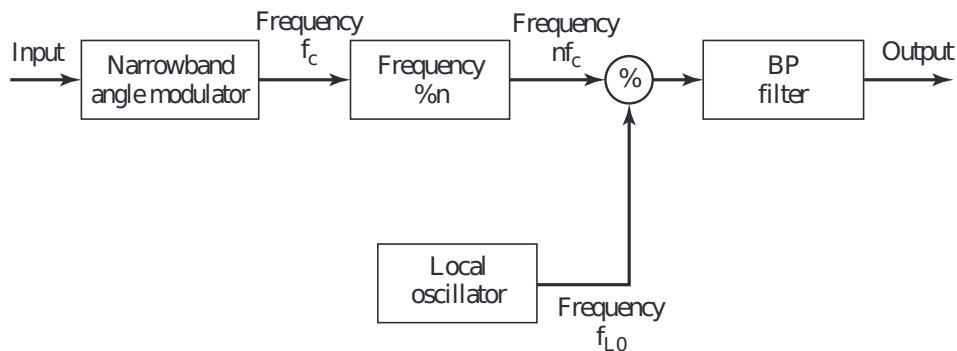 Input
Narrowband
angle modulator
Frequency
f_c
Frequency
%n
Frequency
nf_c
%
BP
filter
Output
Local
oscillator
Frequency
f_L0